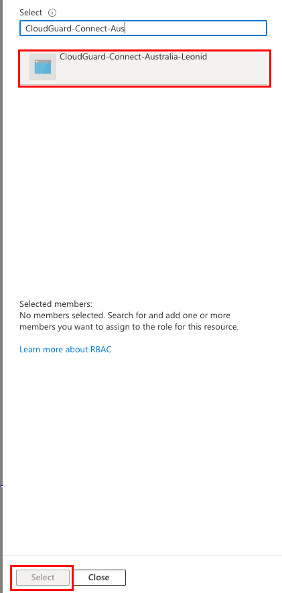 Select
CloudGuard-Connect-Aus
CloudGuard-Connect-Australia-Leonid
Selected members:
No members selected. Search for and add one or more
members you want to assign to the role for this resource.
Learn more about RBAC
Select
Close